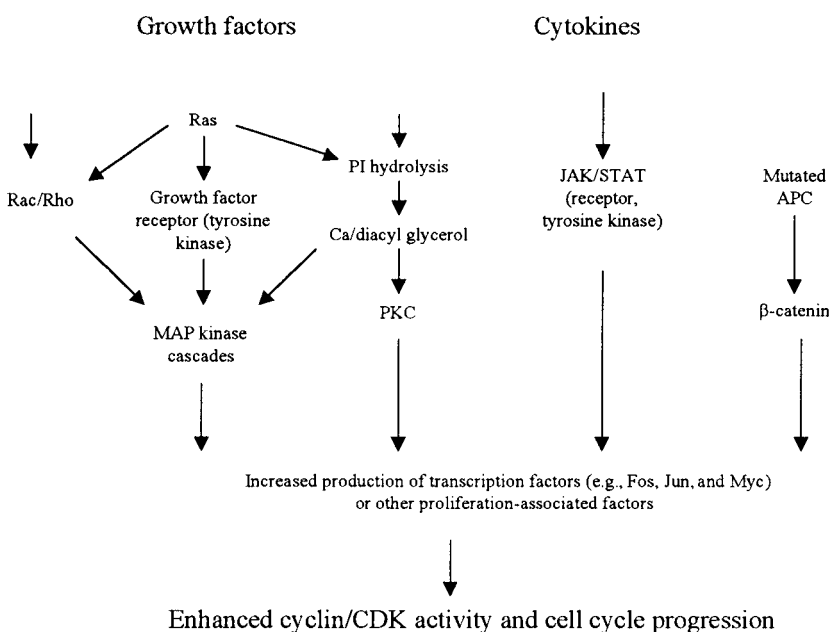 Growth factors
Cytokines
Ras
PI hydrolysis
Rac/Rho
Growth factor
receptor (tyrosine
kinase)
Ca/diacyl glycerol
JAK/STAT
(receptor,
tyrosine kinase)
Mutated
APC
MAP kinase
cascades
PKC
β-catenin
Increased production of transcription factors (e.g., Fos, Jun, and Myc)
or other proliferation-associated factors
Enhanced cyclin/CDK activity and cell cycle progression